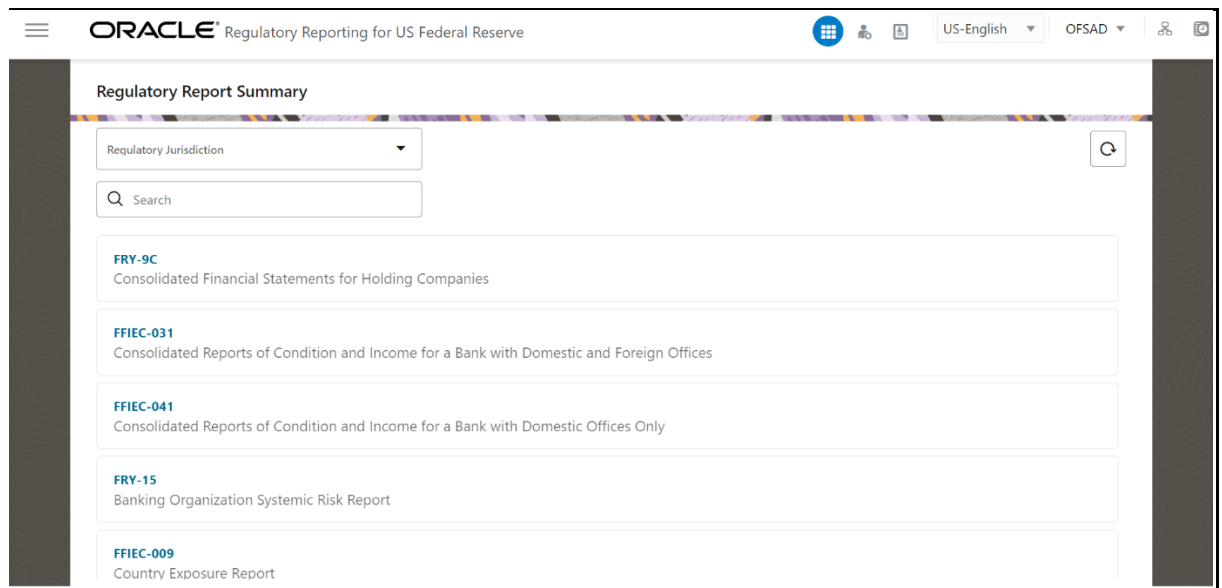 ORACLE® Regulatory Reporting for US Federal Reserve US-English OFSAD
Regulatory Report Summary
Regulatory Jurisdiction
Search
FRY-9C
Consolidated Financial Statements for Holding Companies
FFIEC-031
Consolidated Reports of Condition and Income for a Bank with Domestic and Foreign Offices
FFIEC-041
Consolidated Reports of Condition and Income for a Bank with Domestic Offices Only
FRY-15
Banking Organization Systemic Risk Report
FFIEC-009
Country Exposure Report